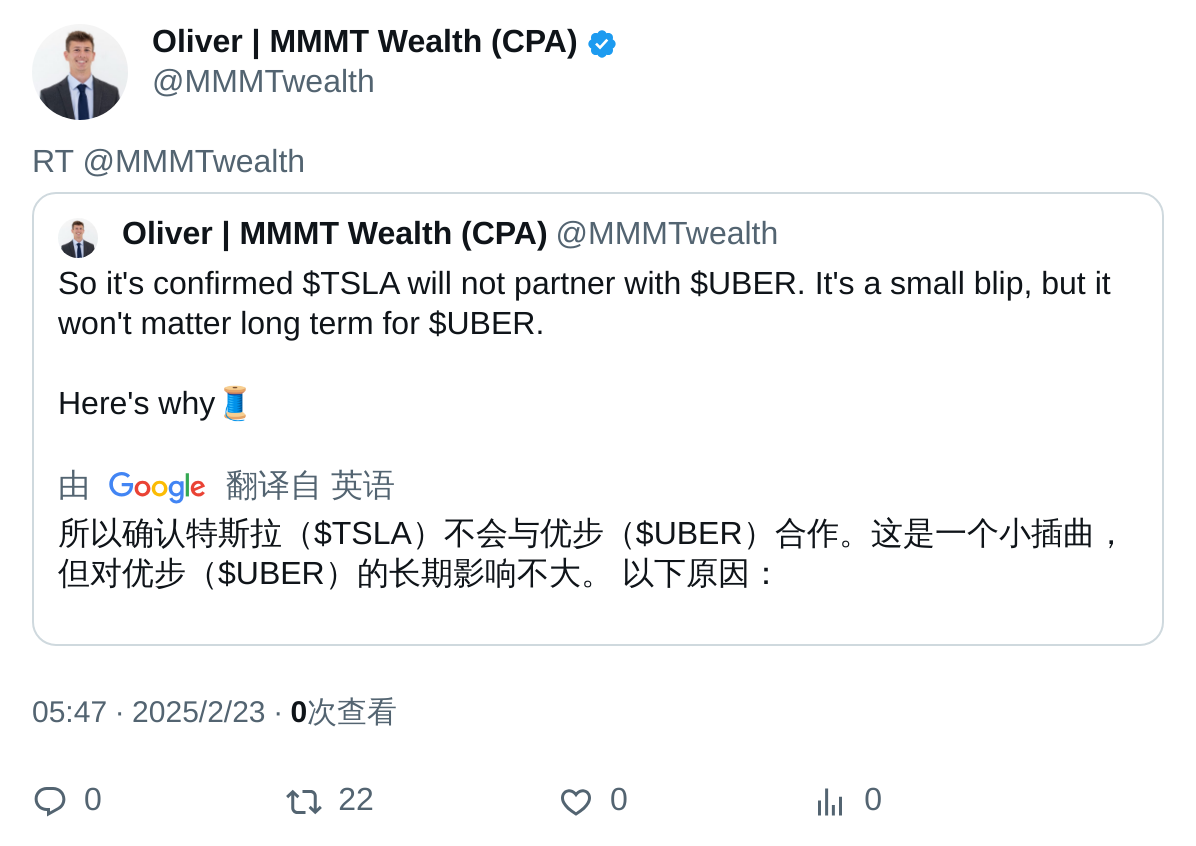 Oliver | MMMT Wealth (CPA)
@MMMTwealth
RT @MMMTwealth
Oliver | MMMT Wealth (CPA) @MMMTwealth
So it's confirmed $TSLA will not partner with $UBER. It's a small blip, but it
won't matter long term for $UBER.
Here's why🧵
由 Google 翻译自 英语
所以确认特斯拉（$TSLA）不会与优步（$UBER）合作。这是一个小插曲，
但对优步（$UBER）的长期影响不大。 以下原因：
05:47 · 2025/2/23 · 0次查看
0 22 0 0